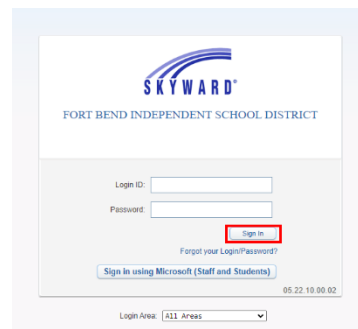 SKYWARD®
FORT BEND INDEPENDENT SCHOOL DISTRICT
Login ID:
Password:
Sign In
Forgot your Login/Password?
Sign in using Microsoft (Staff and Students)
05.22.10.00.02
Login Area: All Areas